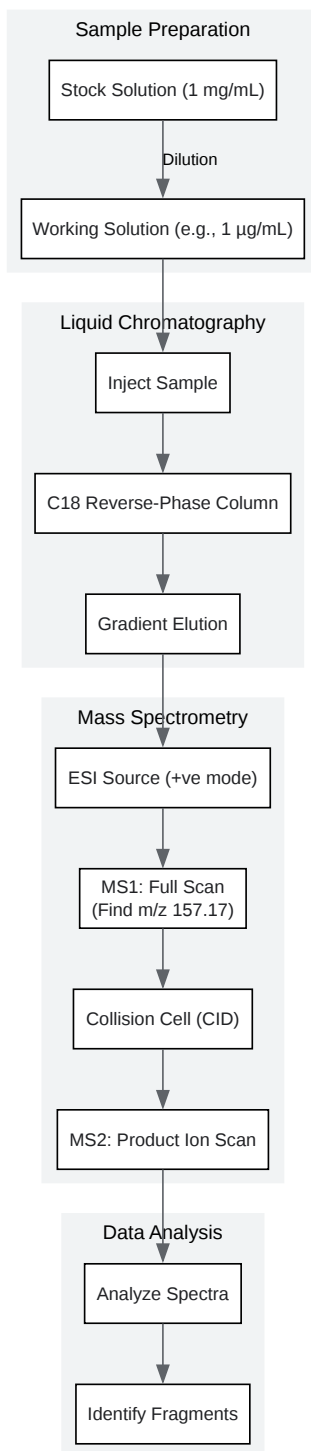 Sample Preparation
Stock Solution (1 mg/mL)
Dilution
Working Solution (e.g., 1 µg/mL)
Liquid Chromatography
Inject Sample
C18 Reverse-Phase Column
Gradient Elution
Mass Spectrometry
ESI Source (+ve mode)
MS1: Full Scan
(Find m/z 157.17)
Collision Cell (CID)
MS2: Product Ion Scan
Data Analysis
Analyze Spectra
Identify Fragments